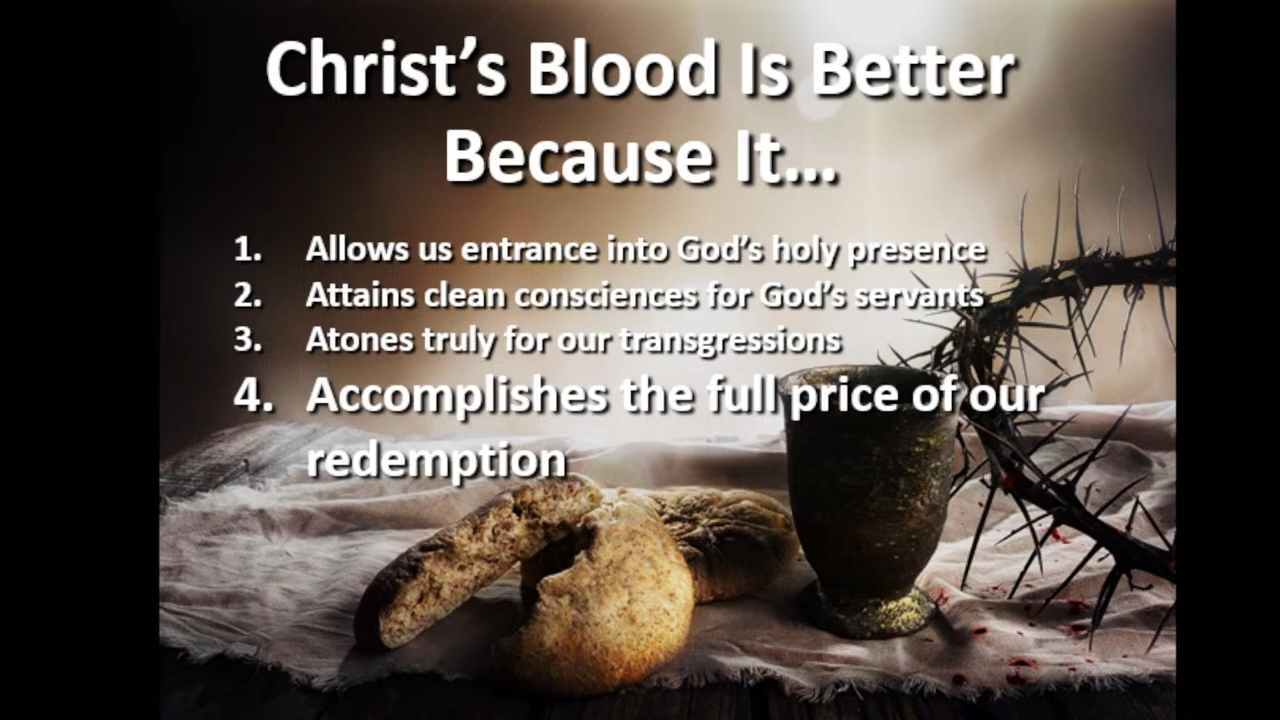 Christ’s Blood Is Better
Because It…
1. Allows us entrance into God’s holy presence
2. Attains clean consciences for God’s servants
3. Atones truly for our transgressions
4. Accomplishes the full price of our
redemption